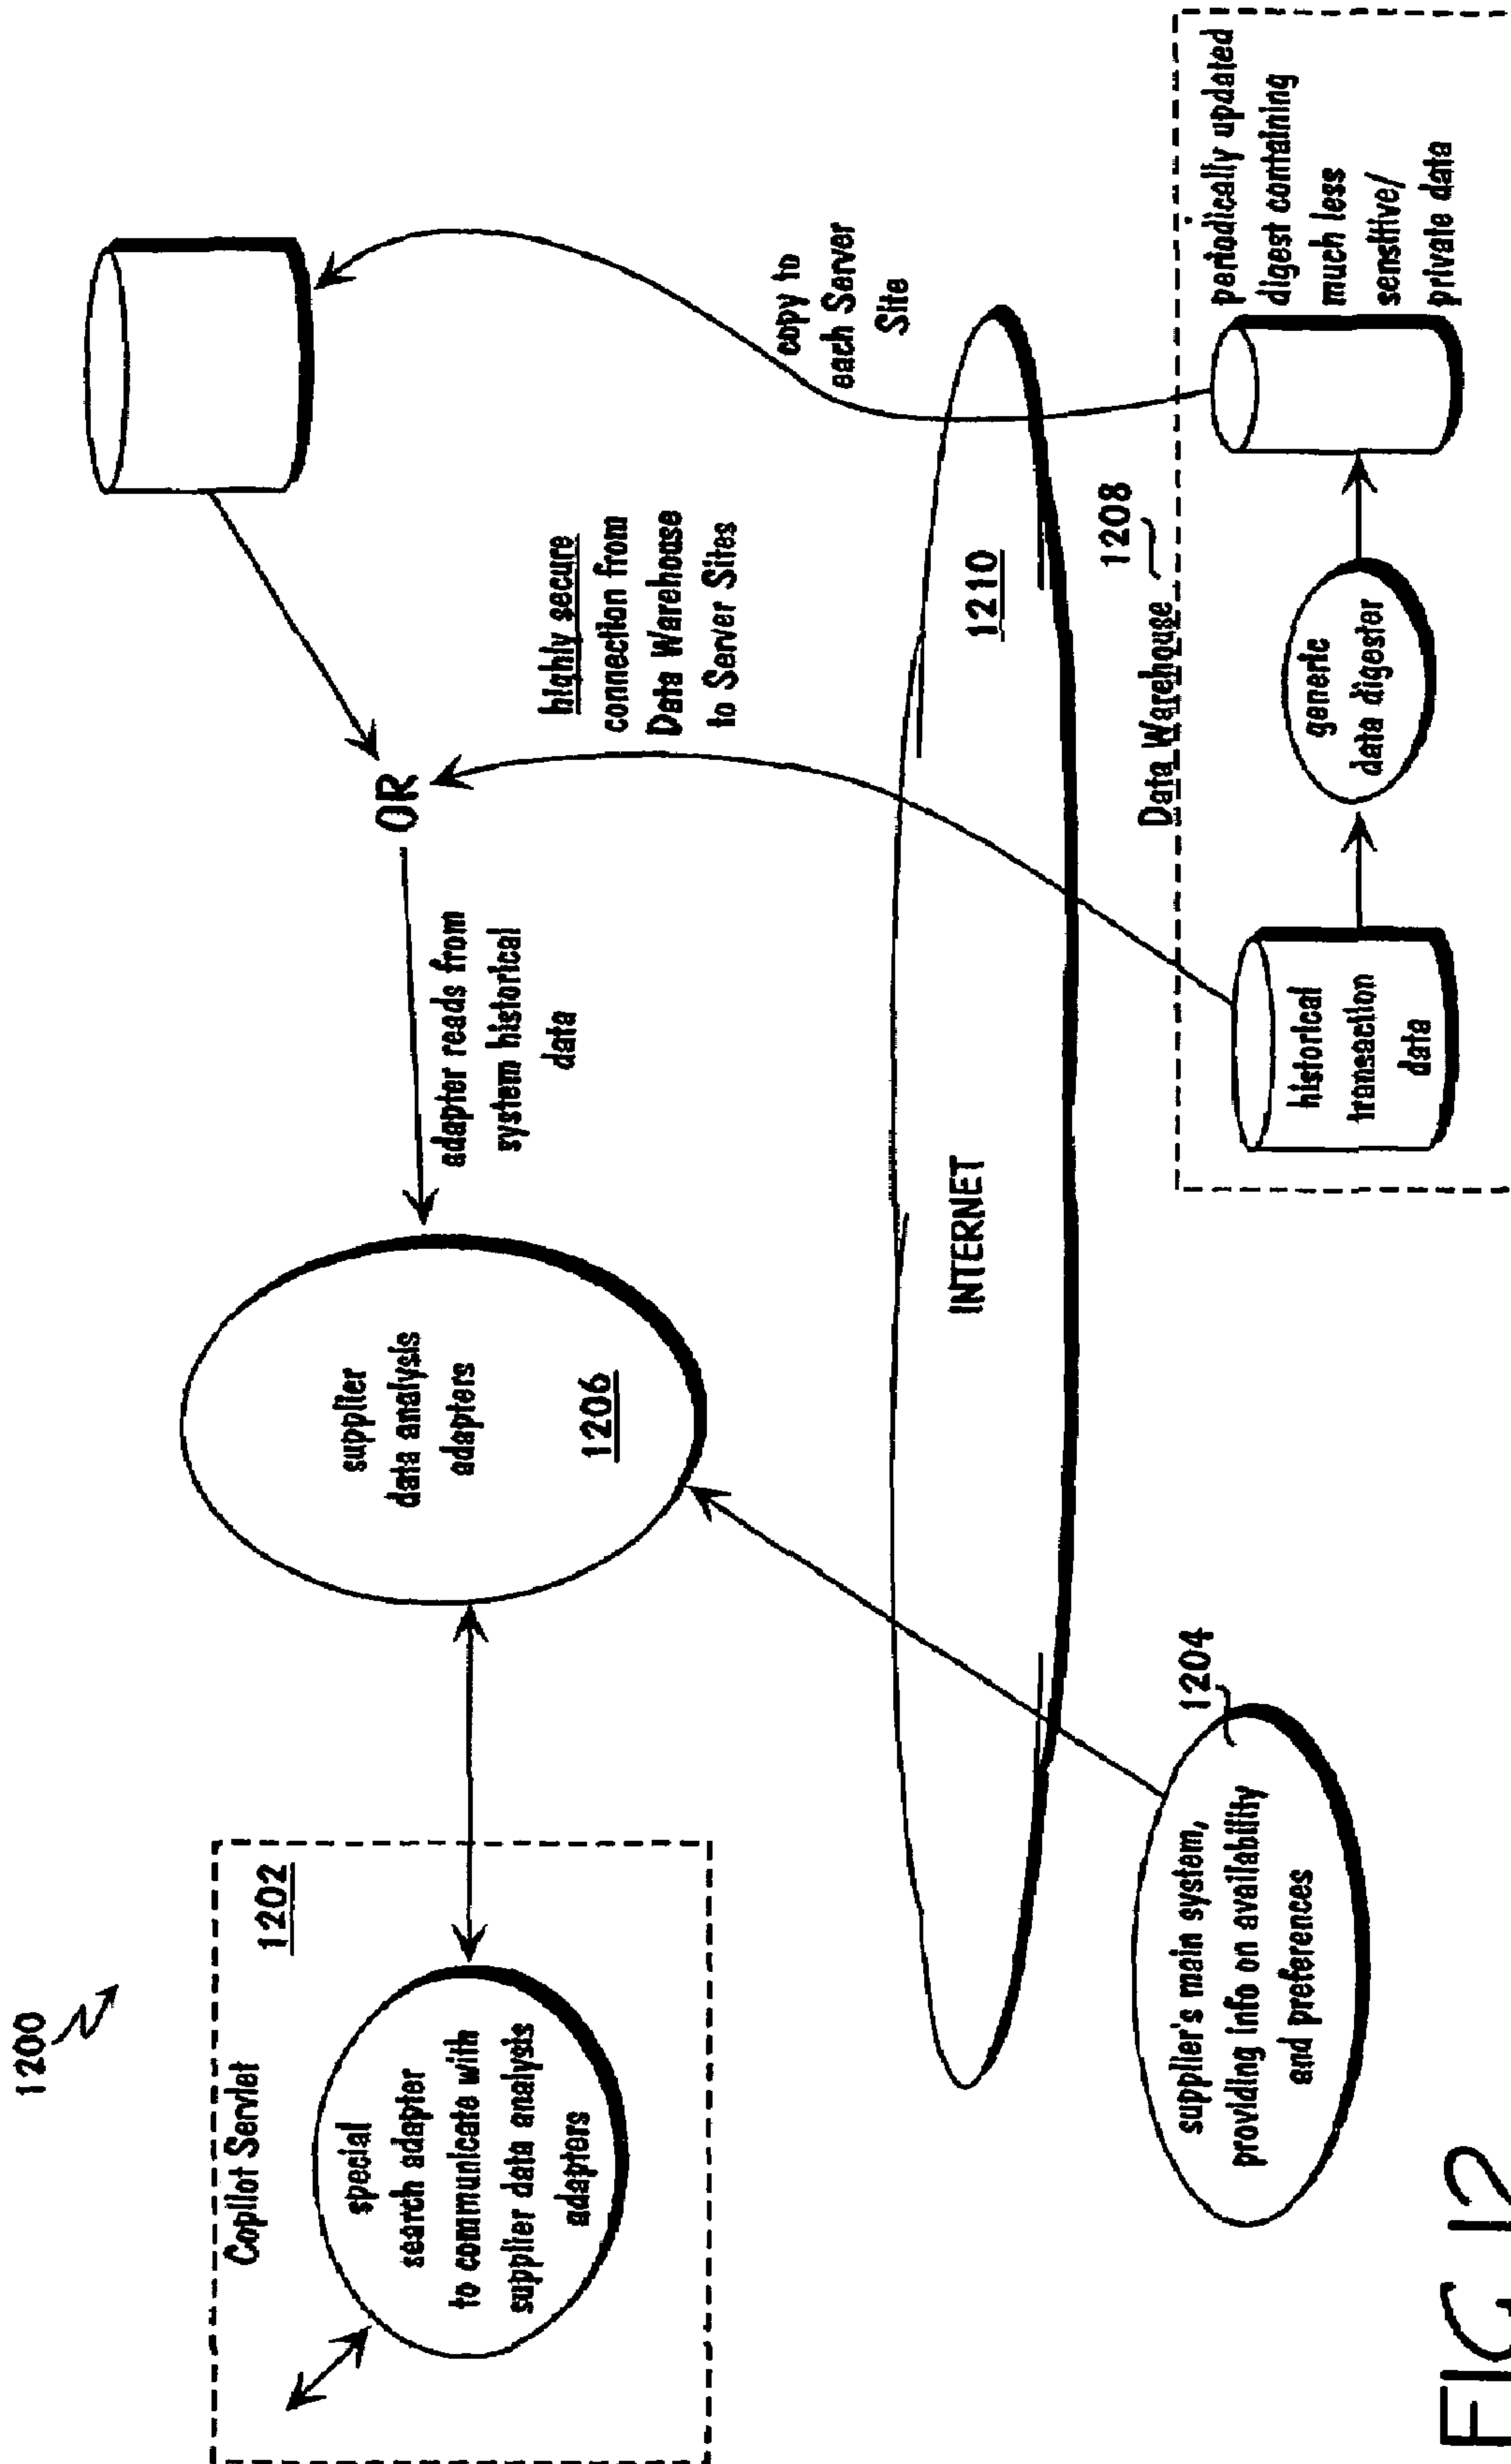 1200
Copilot Servlet
1202
special
search adapter
to communicate with
supplier data analysis
adapters
supplier
data analysis
adapters
1206
adapter reads from
system historical
data
OR
highly secure
connection from
Data Warehouse
to Server Sites
copy to
each Server
Site
INTERNET
1210
1204
supplier's main system,
providing info on availability
and preferences
Data Warehouse
1208
historical
transaction
data
generic
data digester
periodically updated
digest containing
much less
sensitive/
private data
FIG. 12